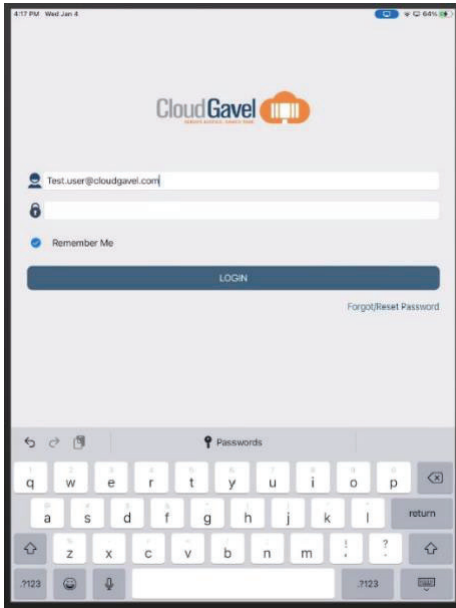 4:17 PM Wed Jan 4
64%
CloudGavel
Test.user@cloudgavel.com
Remember Me
LOGIN
Forgot/Reset Password
Passwords
q w e r t y u i o p
a s d f g h j k l return
z x c v b n m ! , ? .
.?123 .?123